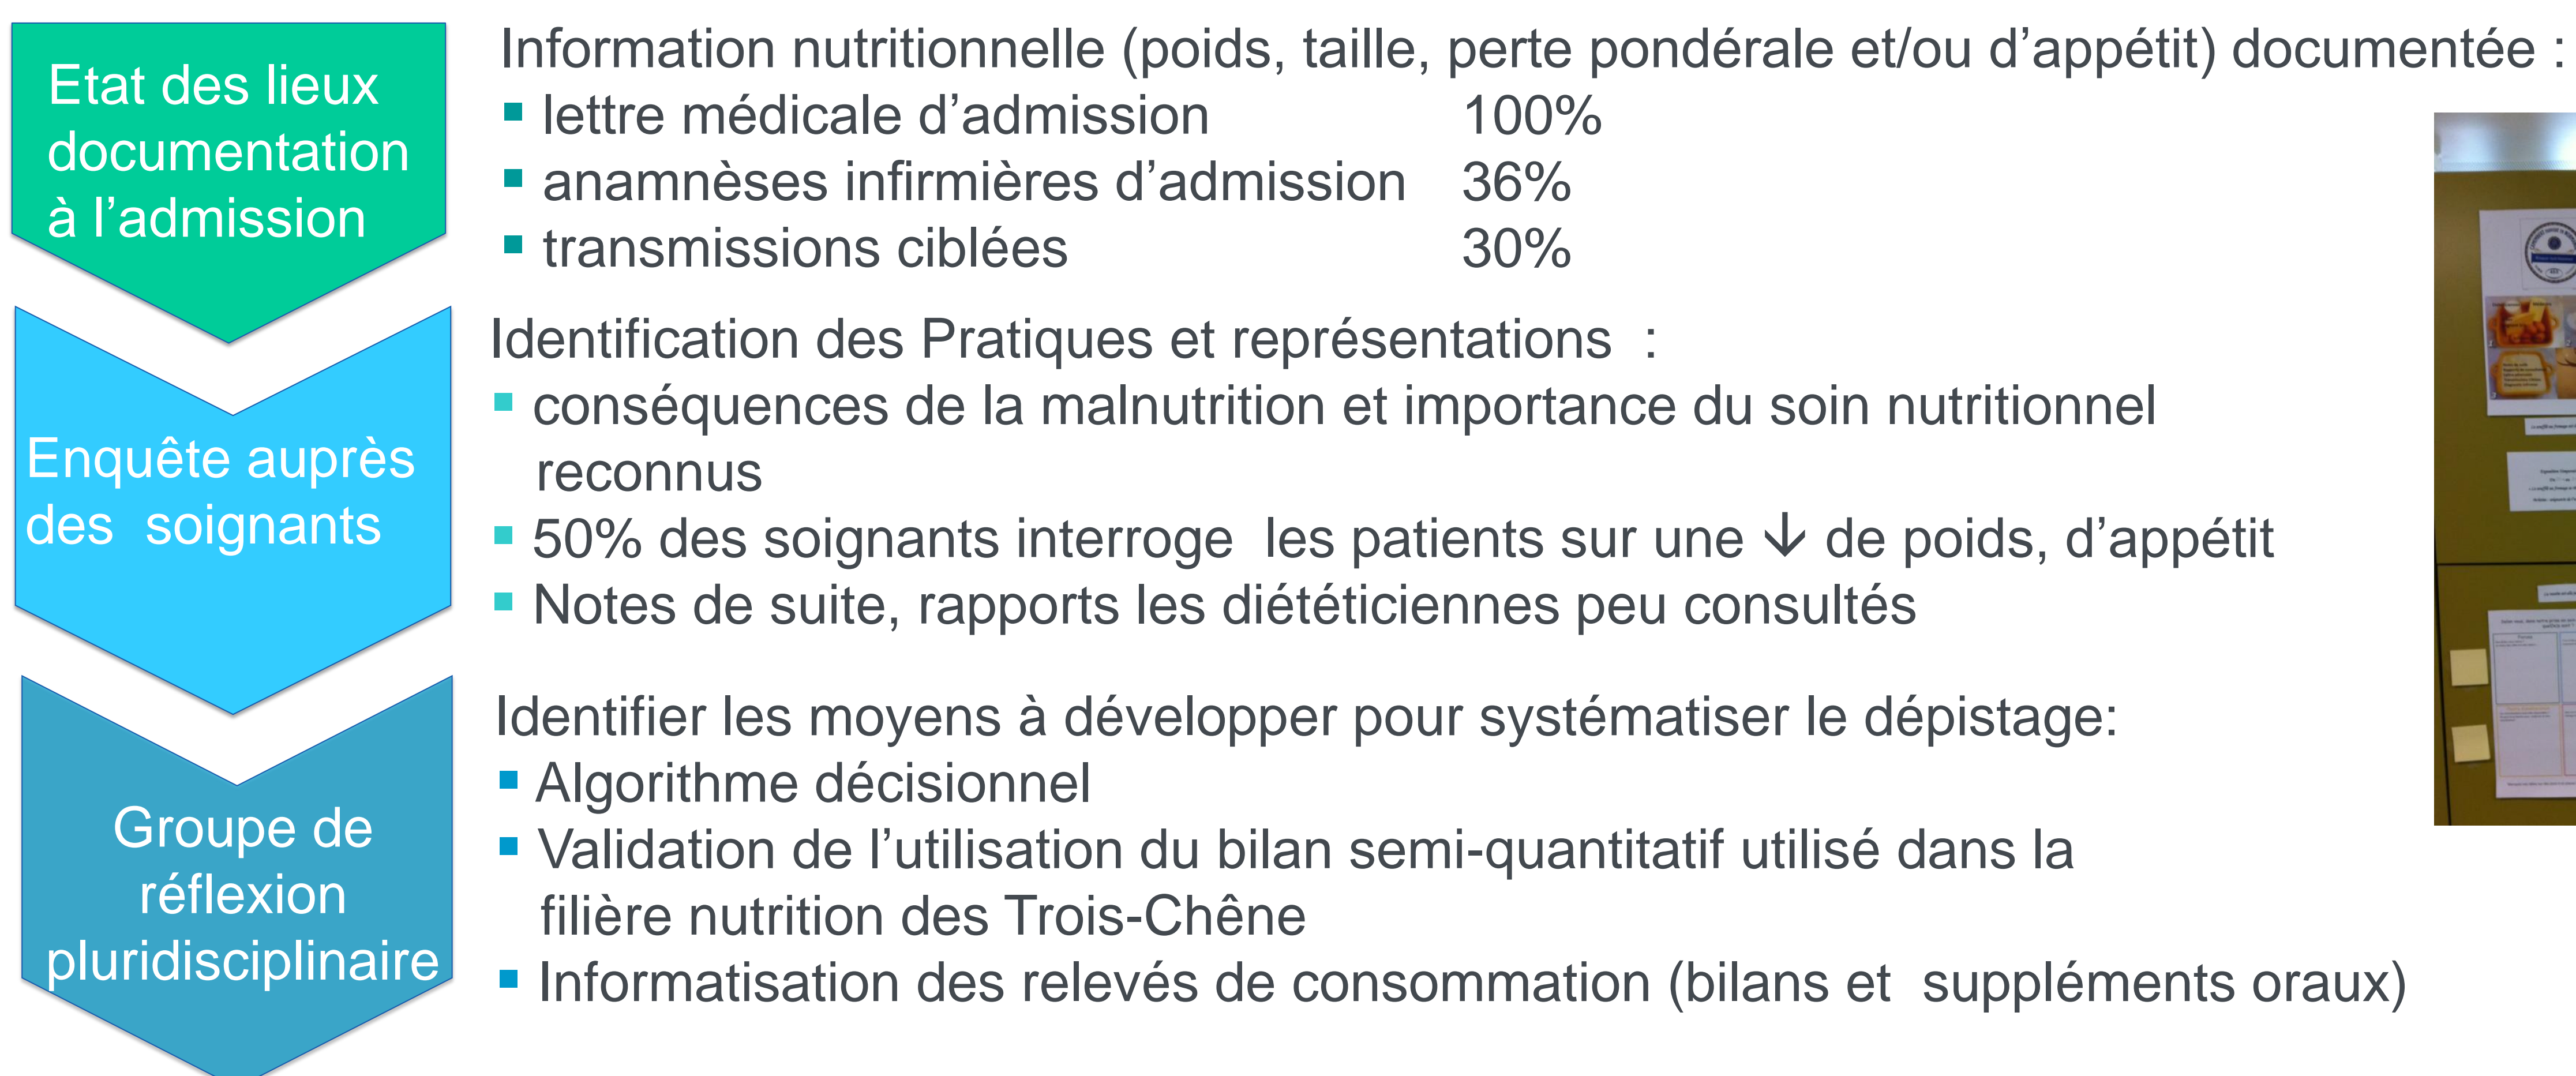 Etat des lieux
documentation
à l'admission
Information nutritionnelle (poids, taille, perte pondérale et/ou d'appétit) documentée :
▪ lettre médicale d'admission 100%
▪ anamnèses infirmières d'admission 36%
▪ transmissions ciblées 30%
Enquête auprès
des soignants
Identification des Pratiques et représentations :
▪ conséquences de la malnutrition et importance du soin nutritionnel
reconnus
▪ 50% des soignants interroge les patients sur une ↓ de poids, d'appétit
▪ Notes de suite, rapports les diététiciennes peu consultés
Groupe de
réflexion
pluridisciplinaire
Identifier les moyens à développer pour systématiser le dépistage:
▪ Algorithme décisionnel
▪ Validation de l'utilisation du bilan semi-quantitatif utilisé dans la
filière nutrition des Trois-Chêne
▪ Informatisation des relevés de consommation (bilans et suppléments oraux)